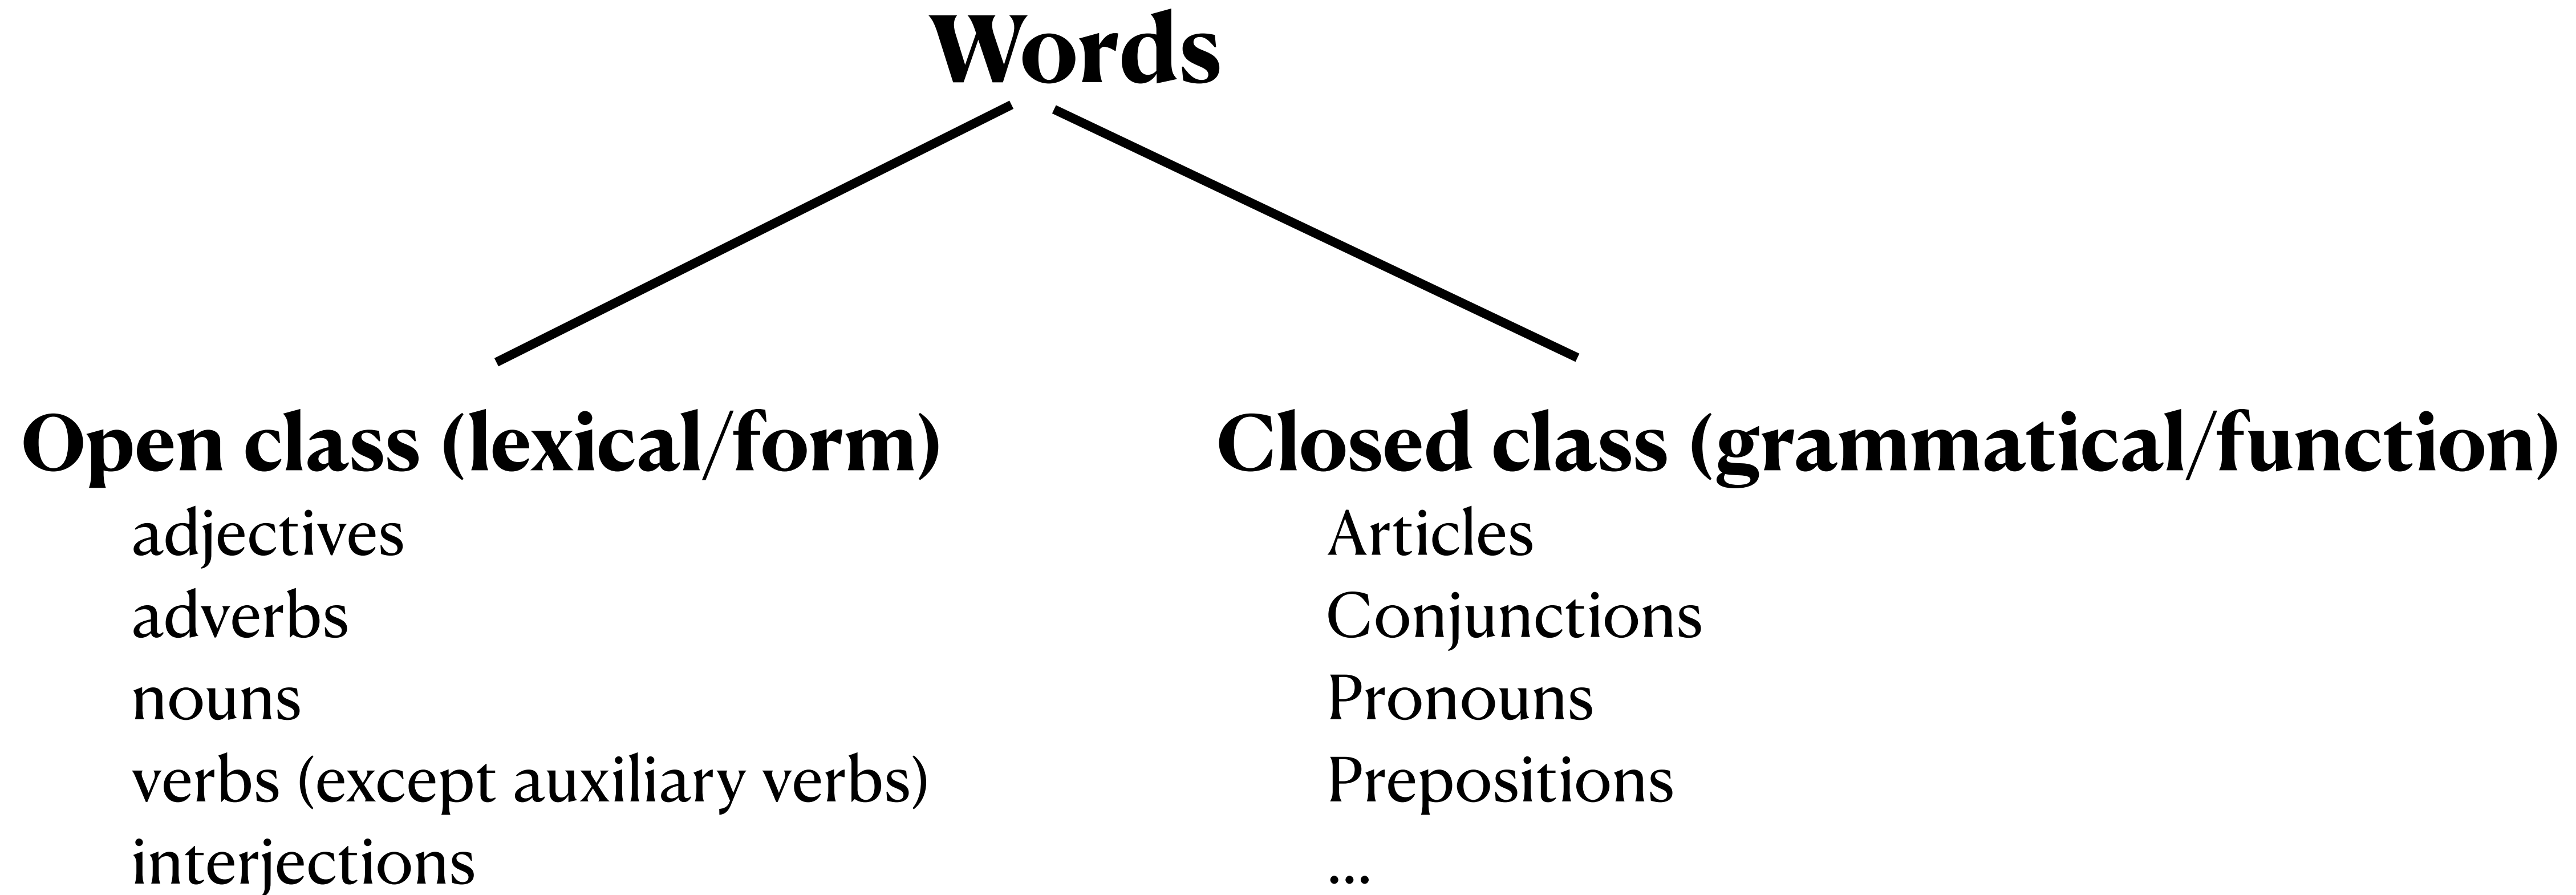 Words
Open class (lexical/form)
adjectives
adverbs
nouns
verbs (except auxiliary verbs)
interjections
Closed class (grammatical/function)
Articles
Conjunctions
Pronouns
Prepositions
...